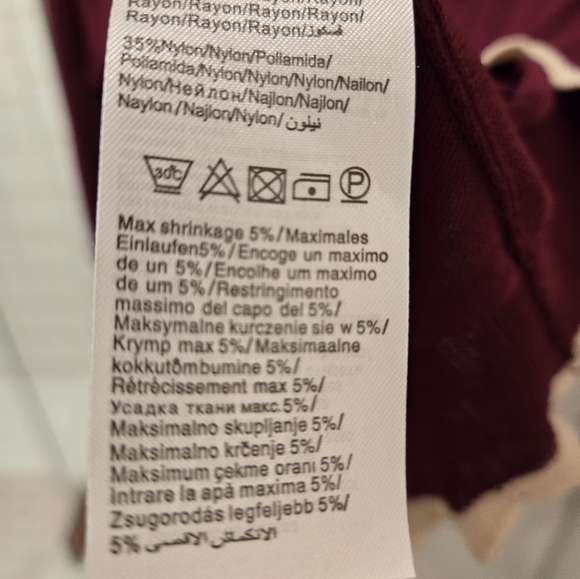 Rayon/Rayon/Rayon/Rayon/
Rayon/Rayon/Rayon/فسكوز
35%Nylon/Nylon/Poliamida/
Poliamida/Nylon/Nylon/Nylon/Nailon/
Nylon/Нейлон/Najlon/Najlon/
Naylon/Najlon/Nylon/نيلون
30°C
P
Max shrinkage 5%/Maximales
Einlaufen5%/Encoge un maximo
de un 5%/Encolhe um maximo
de um 5%/Restringimento
massimo del capo del 5%/
Maksymalne kurczenie sie w 5%/
Krymp max 5%/Maksimaalne
kokkutõmbumine 5%/
Rètrècissement max 5%/
Усадка ткани макс.5%/
Maksimalno skupljanje 5%/
Maksimalno krčenje 5%/
Maksimum çekme oranı 5%/
Intrare la apă maxima 5%/
Zsugorodás legfeljebb 5%/
الانكماش الاقصى 5%